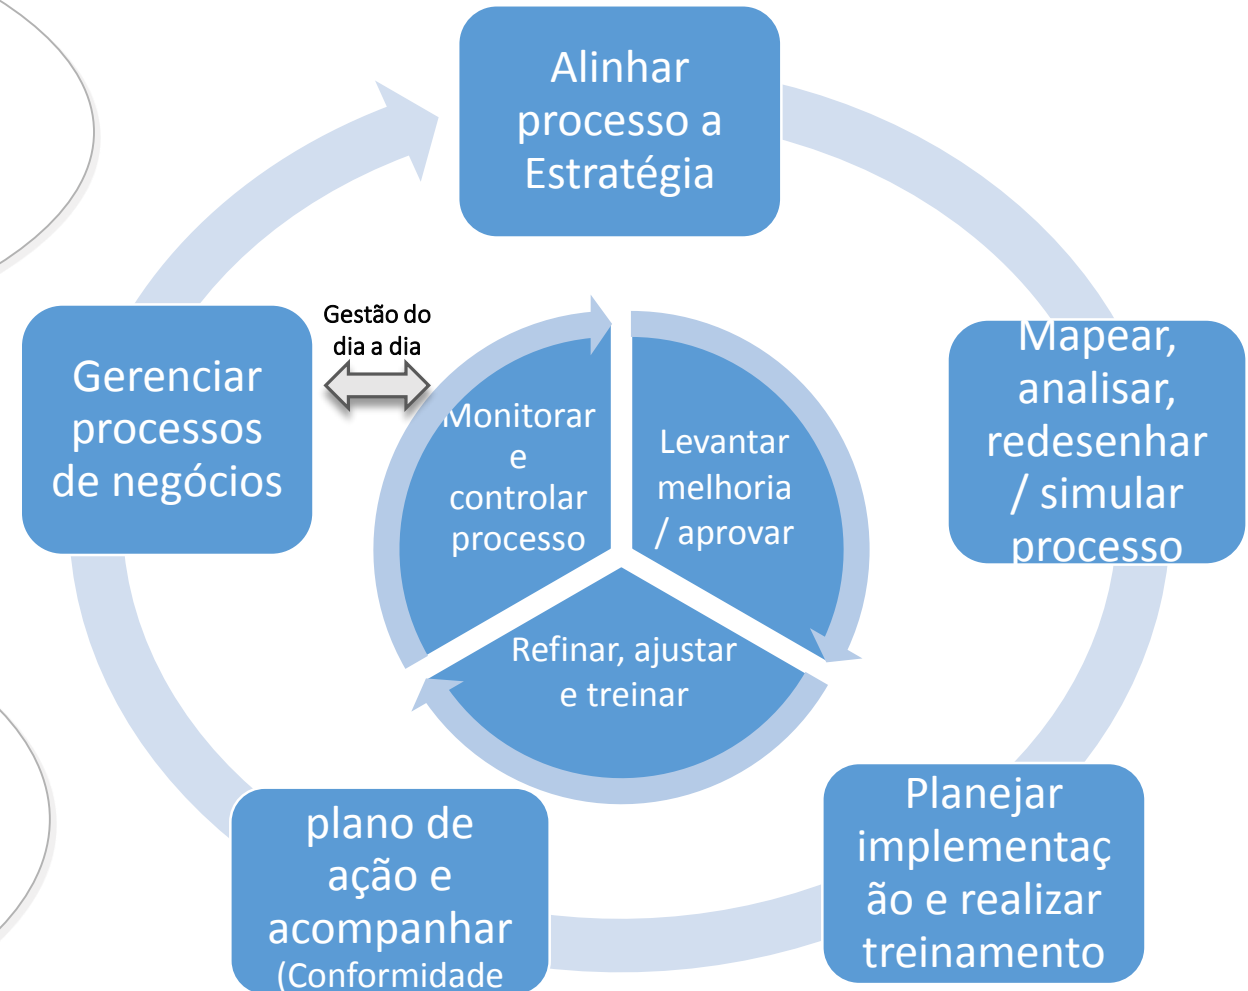 Alinhar
processo a
Estratégia
Mapear,
analisar,
redesenhar
/ simular
processo
Planejar
implementaç
ão e realizar
treinamento
plano de
ação e
acompanhar
(Conformidade
Gerenciar
processos
de negócios
Gestão do
dia a dia
Monitorar
e
controlar
processo
Levantar
melhoria
/ aprovar
Refinar, ajustar
e treinar